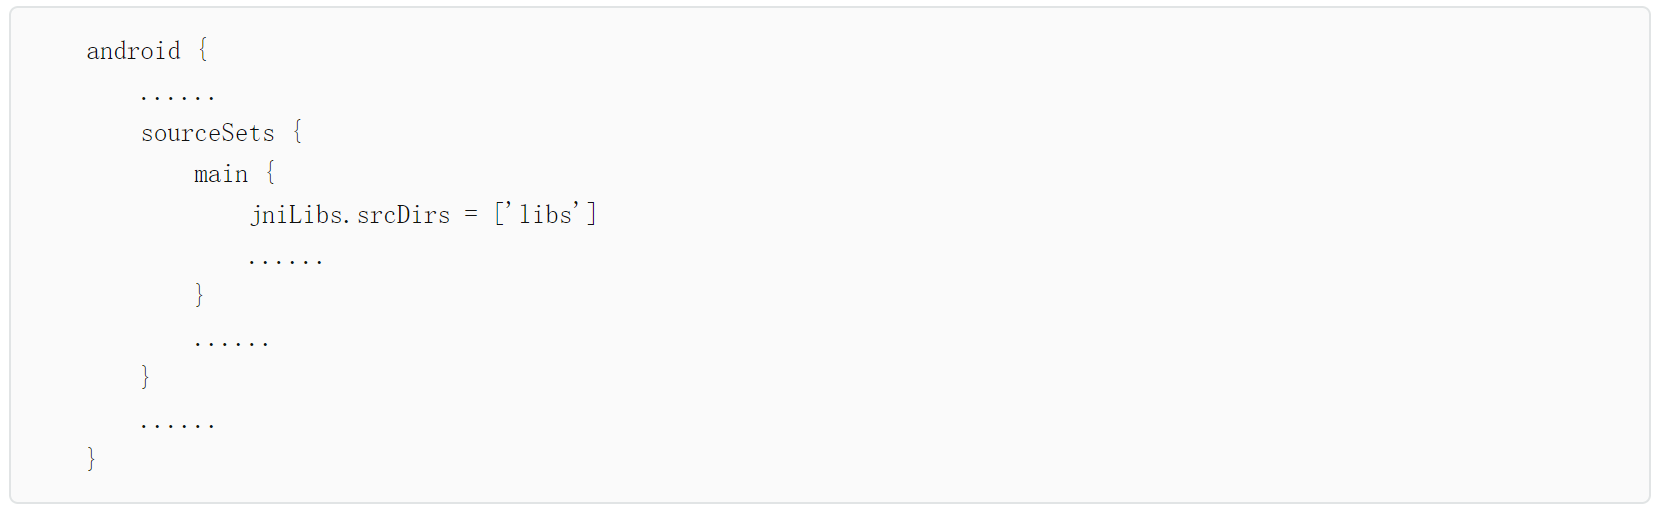 android {
    ......
    sourceSets {
        main {
            jniLibs.srcDirs = ['libs']
            ......
        }
        ......
    }
    ......
}